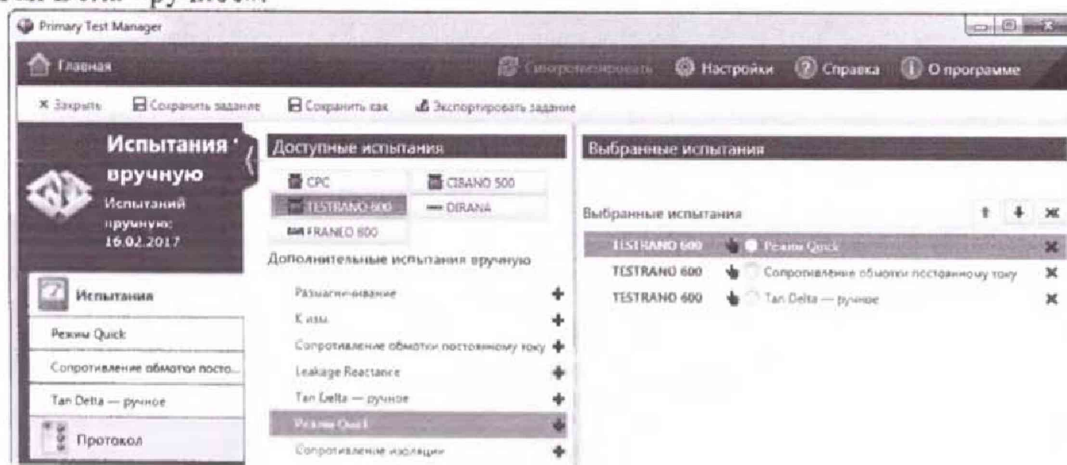 Primary Test Manager
Главная
Синхронизировать
Настройки
Справка
О программе
Закрыть
Сохранить задание
Сохранить как
Экспортировать задание
Испытания вручную
Испытаний вручную:
16.02.2017
Испытания
Режим Quick
Сопротивление обмотки посто...
Tan Delta — ручное
Протокол
Доступные испытания
CPC
CIBANO 500
TESTRANO 600
DIRANA
FRANEO 800
Дополнительные испытания вручную
Размагничивание
К изм.
Сопротивление обмотки постоянному току
Leakage Reactance
Tan Delta — ручное
Режим Quick
Сопротивление изоляции
Выбранные испытания
Выбранные испытания
TESTRANO 600 Режим Quick
TESTRANO 600 Сопротивление обмотки постоянному току
TESTRANO 600 Tan Delta — ручное